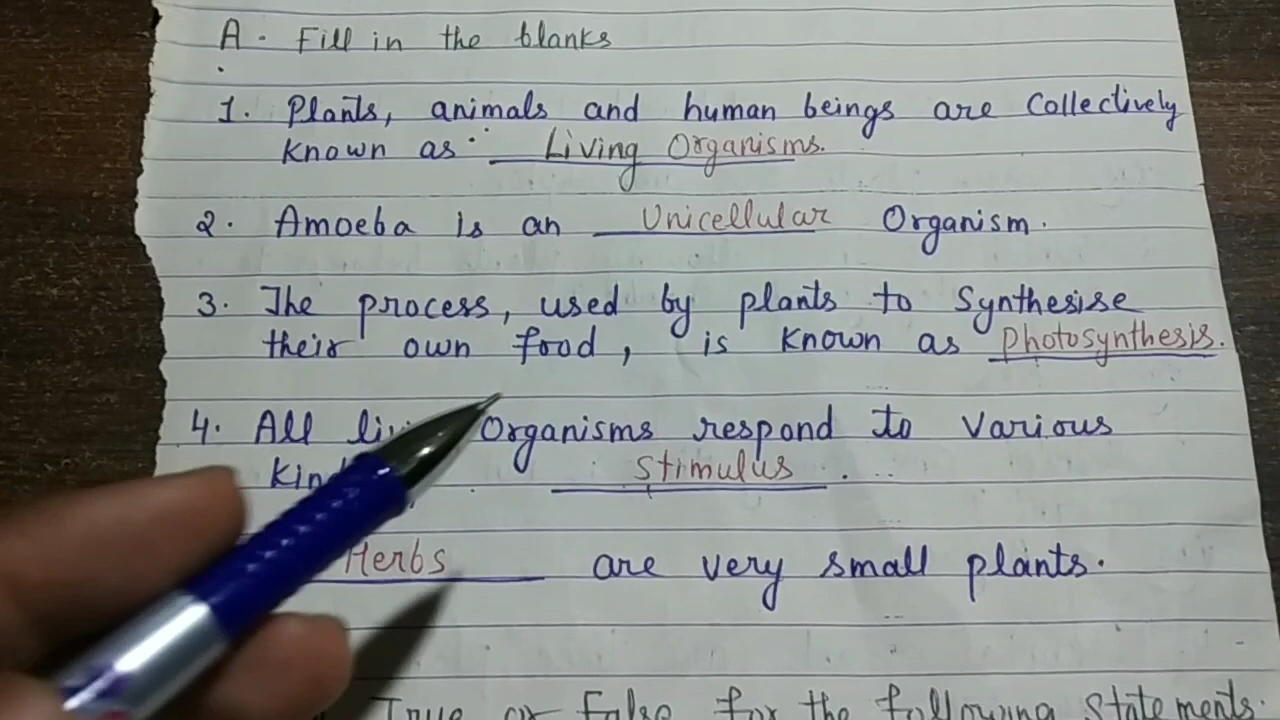 A. Fill in the blanks
1. Plants, animals and human beings are Collectively
known as Living Organisms.
2. Amoeba is an Unicellular Organism.
3. The process, used by plants to Synthesise
their own food, is known as Photosynthesis.
4. All Organisms respond to various
Stimulus.
Herbs are very small plants.
True or False for the following Statements.